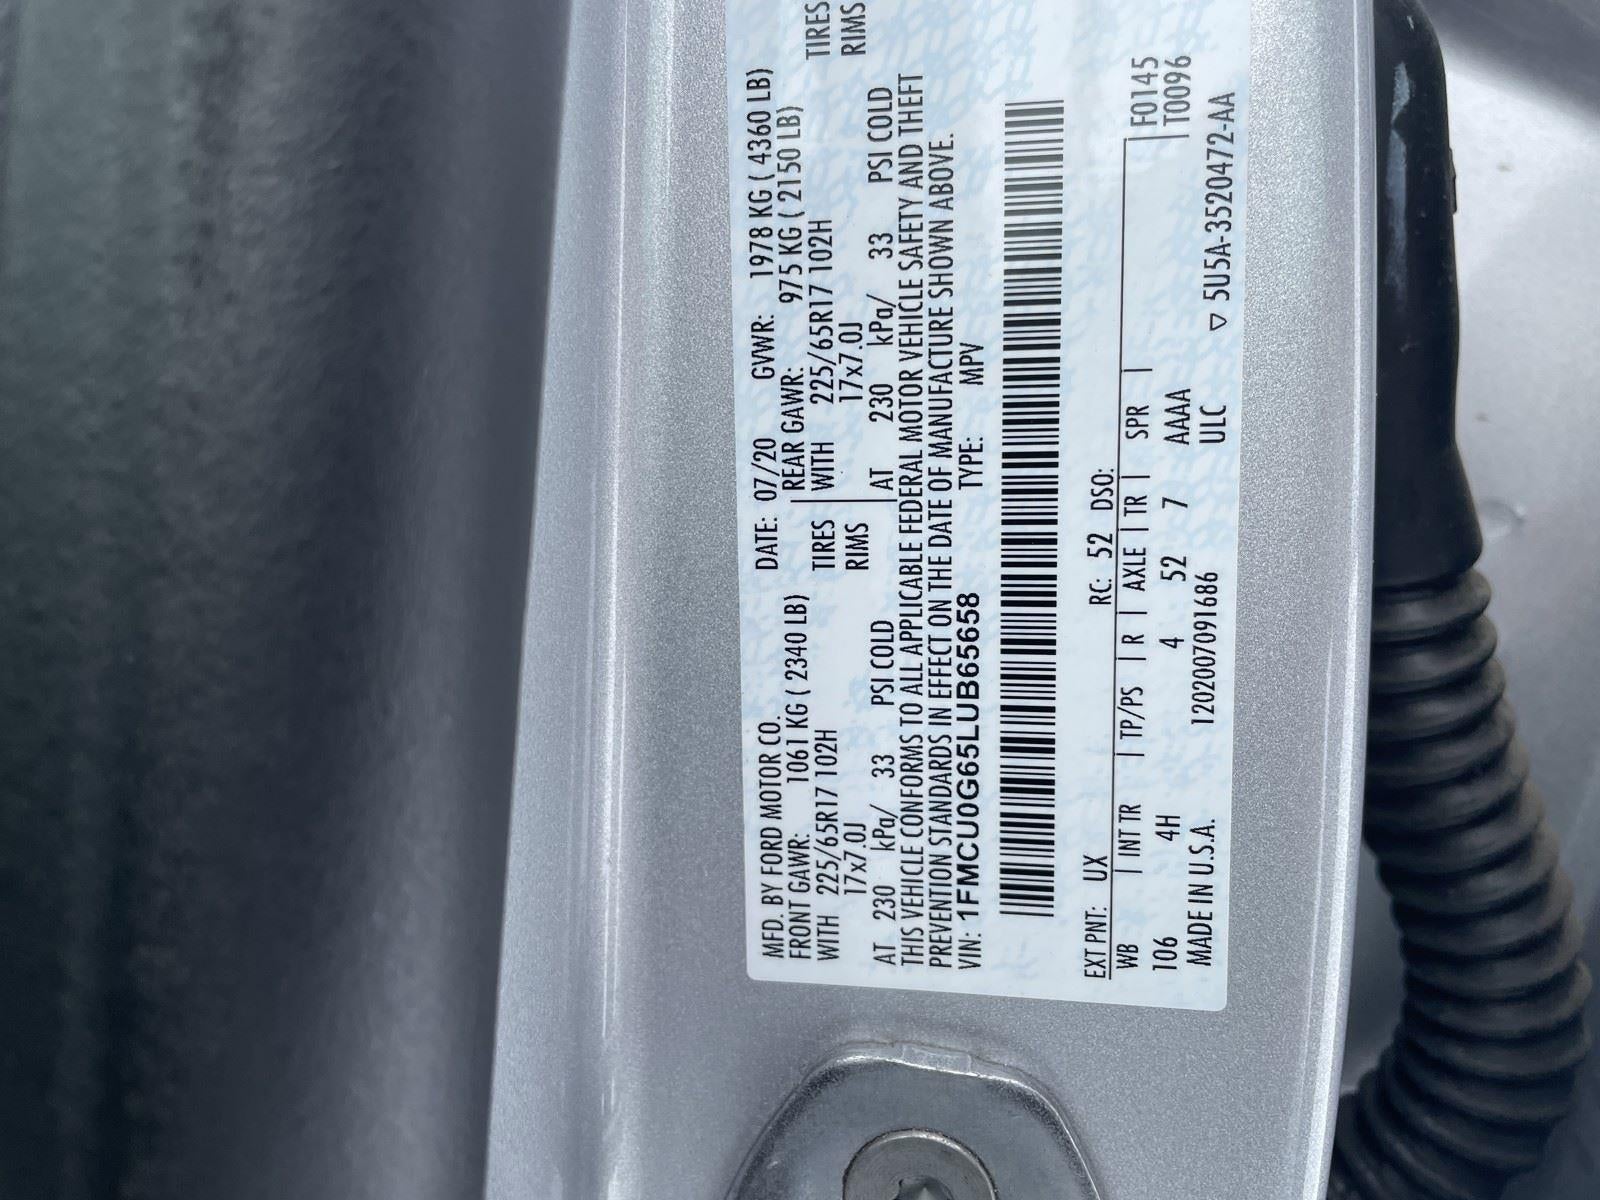 MFD. BY FORD MOTOR CO. DATE: 07/20 GVWR: 1978 KG ( 4360 LB)
FRONT GAWR: 1061 KG ( 2340 LB) REAR GAWR: 975 KG ( 2150 LB)
WITH 225/65R17 102H TIRES WITH 225/65R17 102H TIRES
17x7.0J RIMS 17x7.0J RIMS
AT 230 kPa/ 33 PSI COLD AT 230 kPa/ 33 PSI COLD
THIS VEHICLE CONFORMS TO ALL APPLICABLE FEDERAL MOTOR VEHICLE SAFETY AND THEFT
PREVENTION STANDARDS IN EFFECT ON THE DATE OF MANUFACTURE SHOWN ABOVE.
VIN: 1FMCU0G65LUB65658 TYPE: MPV
EXT PNT: UX RC: 52 DSO:
WB | INT TR | TP/PS | R | AXLE | TR | SPR | F0145
106 4H 4 52 7 AAAA | T0096
MADE IN U.S.A. 1202007091686 ULC ▽ 5U5A-3520472-AA